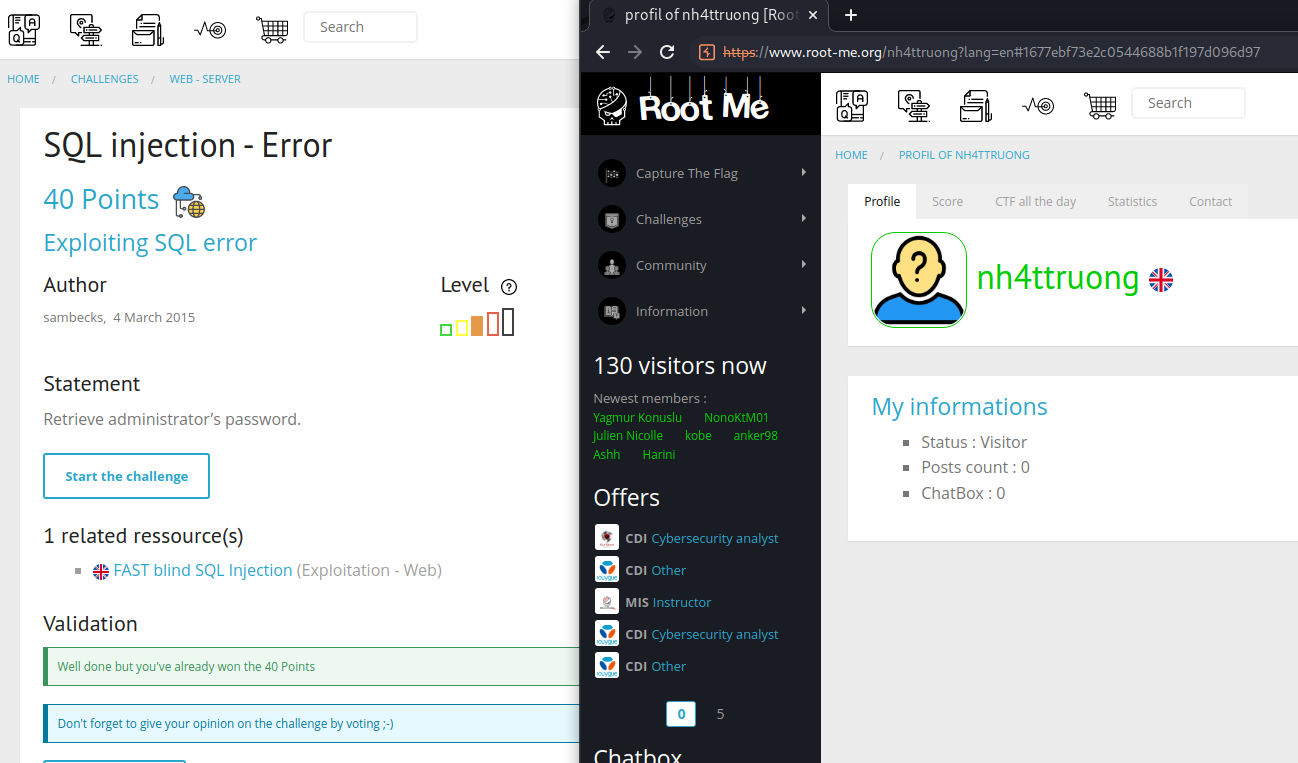 Search
HOME / CHALLENGES / WEB - SERVER
SQL injection - Error
40 Points
Exploiting SQL error
Author
Level ?
sambecks, 4 March 2015
Statement
Retrieve administrator’s password.
Start the challenge
1 related ressource(s)
FAST blind SQL Injection (Exploitation - Web)
Validation
Well done but you've already won the 40 Points
Don't forget to give your opinion on the challenge by voting ;-)
profil of nh4ttruong [Root
https://www.root-me.org/nh4ttruong?lang=en#1677ebf73e2c0544688b1f197d096d97
Root Me
Capture The Flag
Challenges
Community
Information
130 visitors now
Newest members :
Yagmur Konuslu NonoKtM01
Julien Nicolle kobe anker98
Ashh Harini
Offers
CDI Cybersecurity analyst
CDI Other
MIS Instructor
CDI Cybersecurity analyst
CDI Other
0 5
Chatbox
Search
HOME / PROFIL OF NH4TTRUONG
Profile Score CTF all the day Statistics Contact
nh4ttruong
My informations
Status : Visitor
Posts count : 0
ChatBox : 0